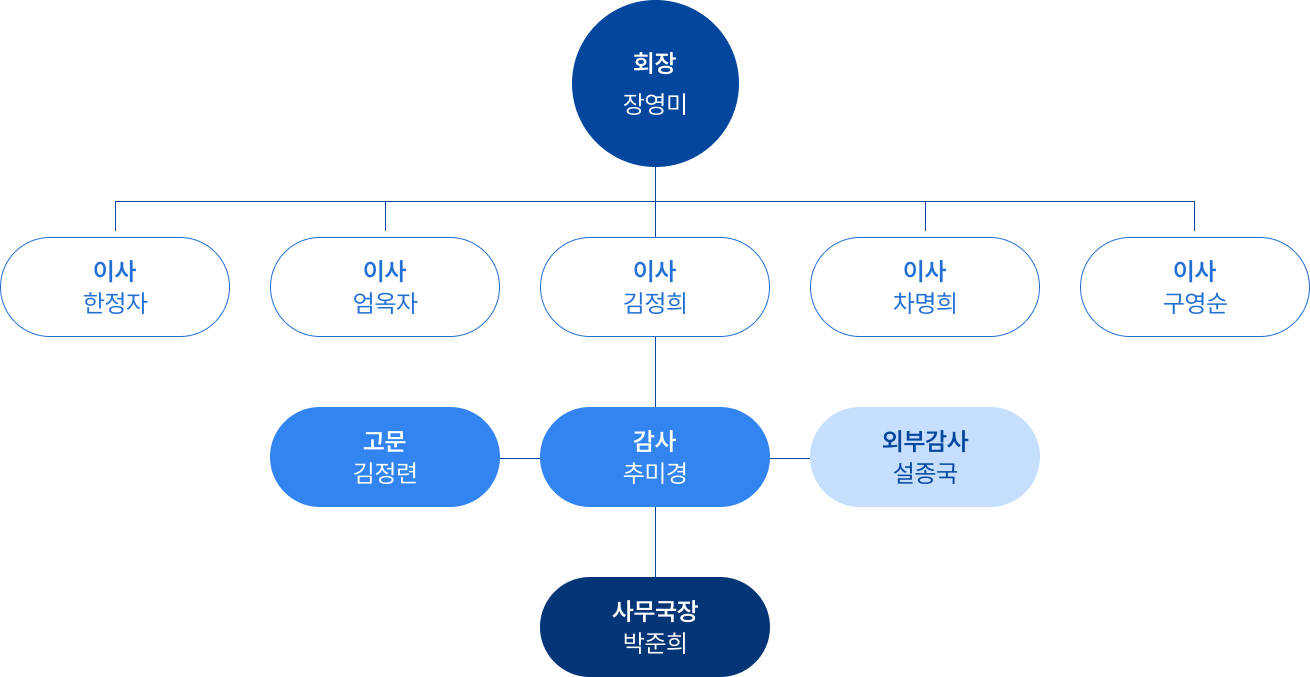 회장
장영미
이사
한정자
이사
엄옥자
이사
김정희
이사
차명희
이사
구영순
고문
김정련
감사
추미경
외부감사
설종국
사무국장
박준희